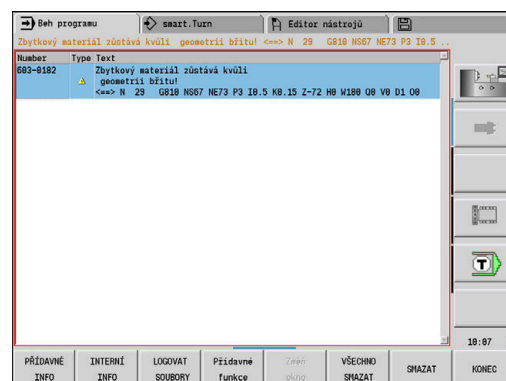 Beh programu
smart.Turn
Editor nástrojů
Zbytkový materiál zůstává kvůli geometrii břitu! <==> N 29 G810 NS67 NE73 P3 I0.5 ..
Number Type Text
603-0182 Zbytkový materiál zůstává kvůli
geometrii břitu!
<==> N 29 G810 NS67 NE73 P3 I0.5 K0.15 Z-72 H0 W180 Q0 V0 D1 O0
T
10:07
PŘÍDAVNÉ INFO
INTERNÍ INFO
LOGOVAT SOUBORY
Přídavné funkce
Změň okno
VŠECHNO SMAZAT
SMAZAT
KONEC